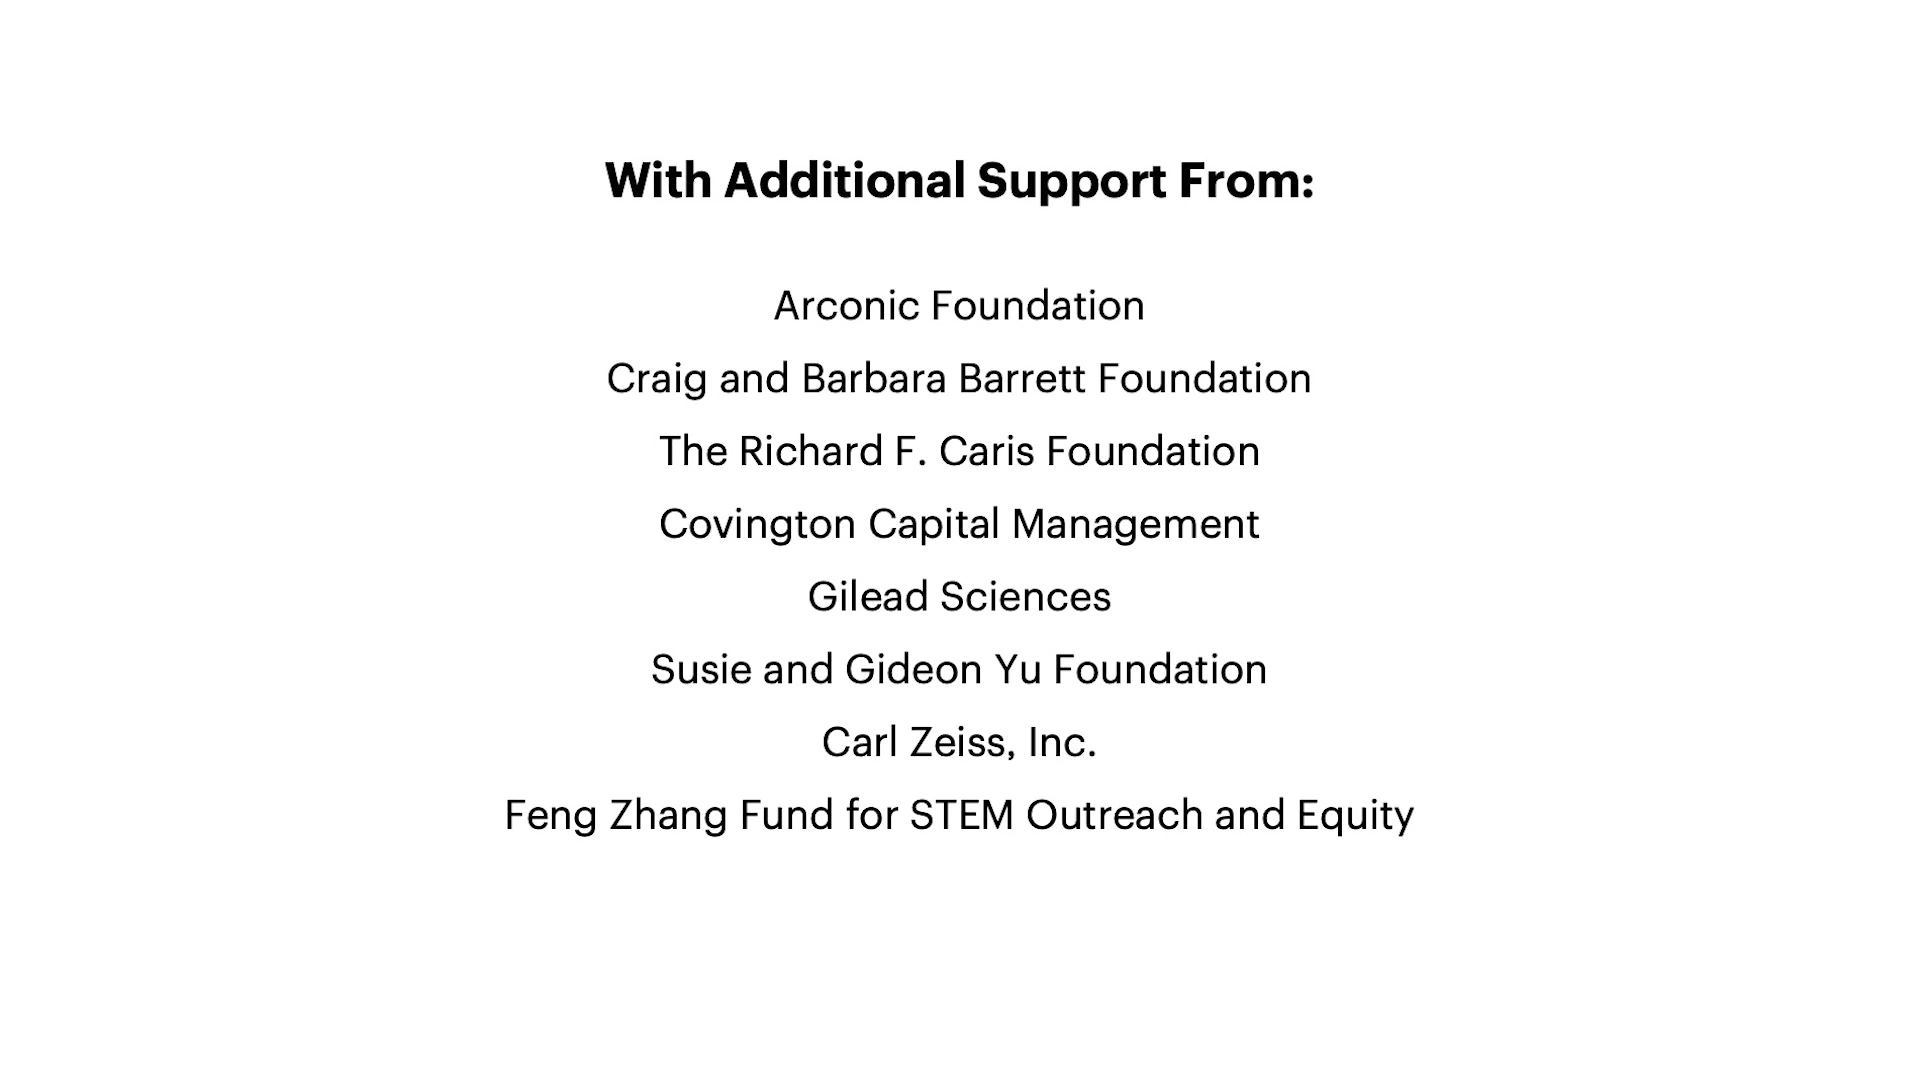 With Additional Support From:
Arconic Foundation
Craig and Barbara Barrett Foundation
The Richard F. Caris Foundation
Covington Capital Management
Gilead Sciences
Susie and Gideon Yu Foundation
Carl Zeiss, Inc.
Feng Zhang Fund for STEM Outreach and Equity